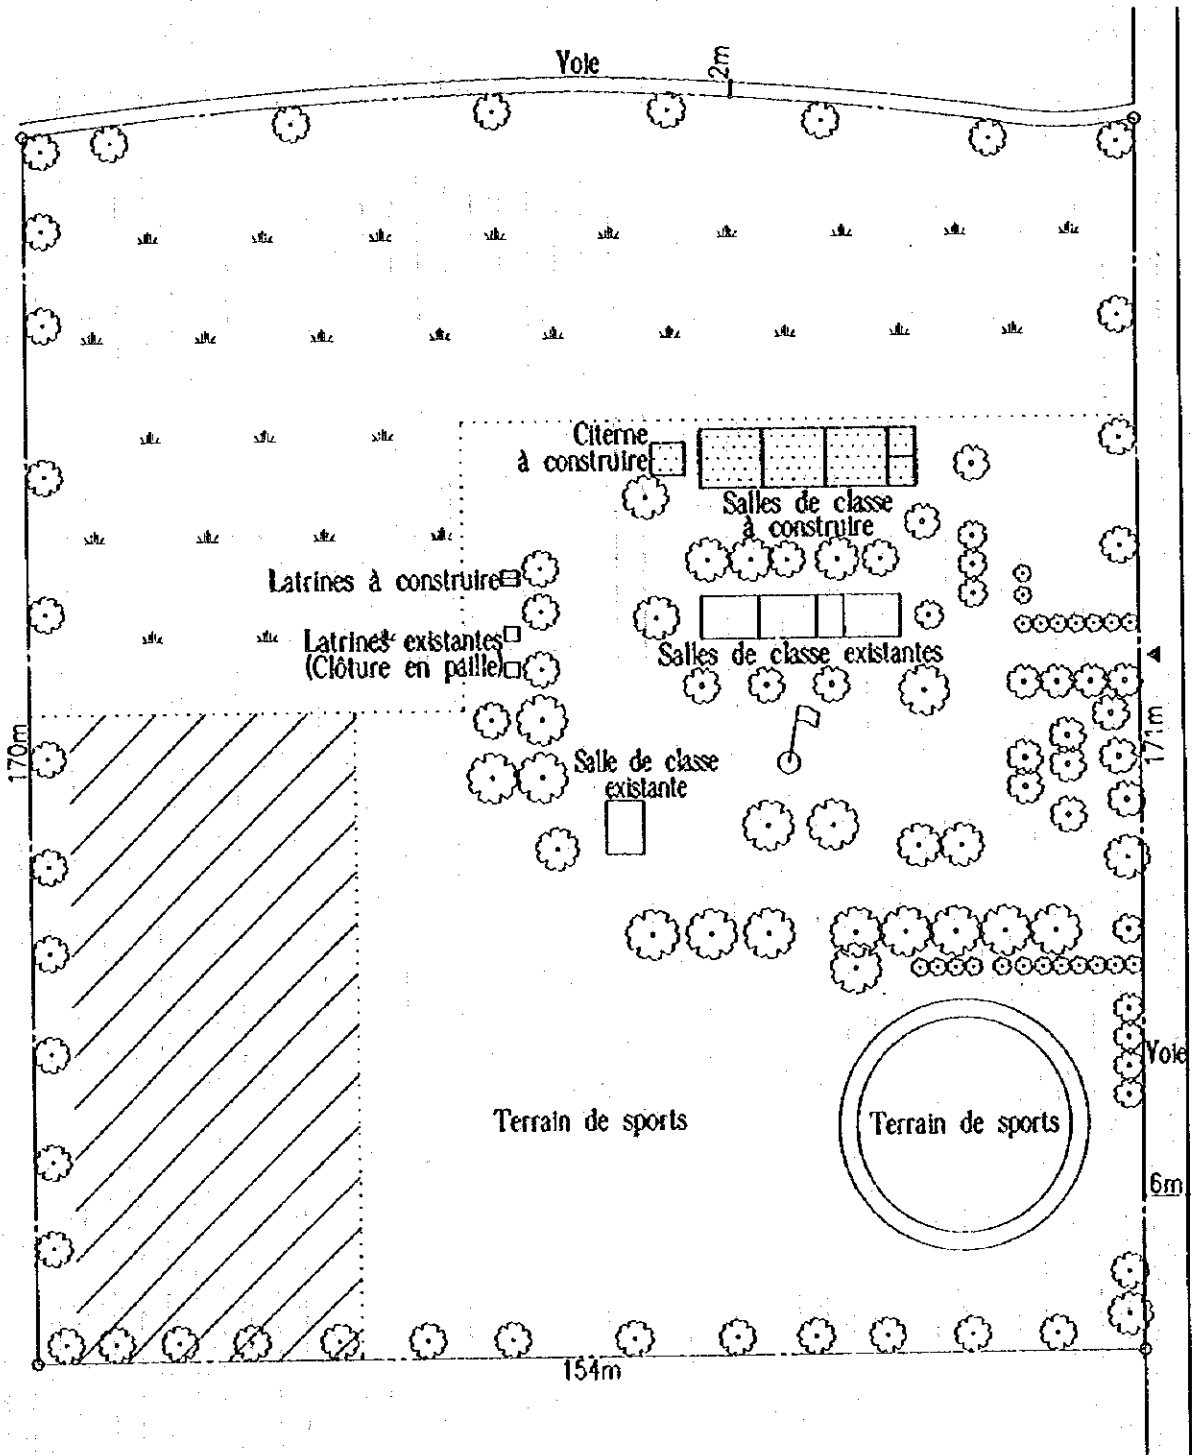 Voie
2m
Citerne
à construire
Salles de classe
à construire
Latrines à construire
Latrines existantes
(Clôture en paille)
Salles de classe existantes
170m
171m
Salle de classe
existante
Voie
Terrain de sports
Terrain de sports
6m
154m